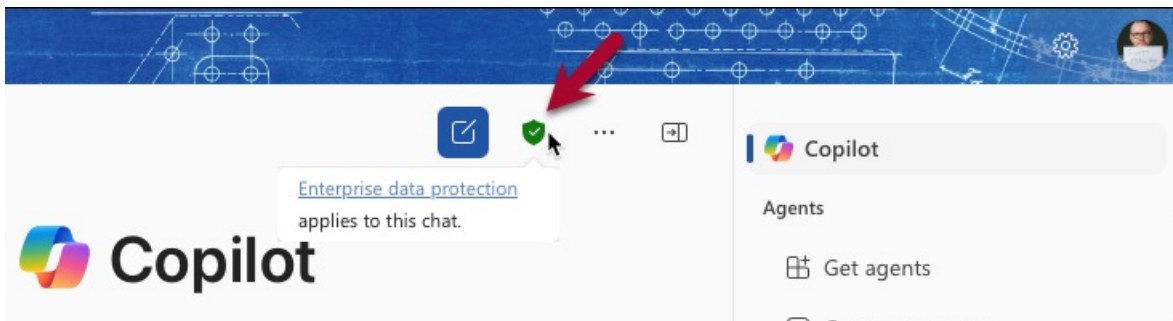 Enterprise data protection
applies to this chat.
Copilot
Copilot
Agents
Get agents